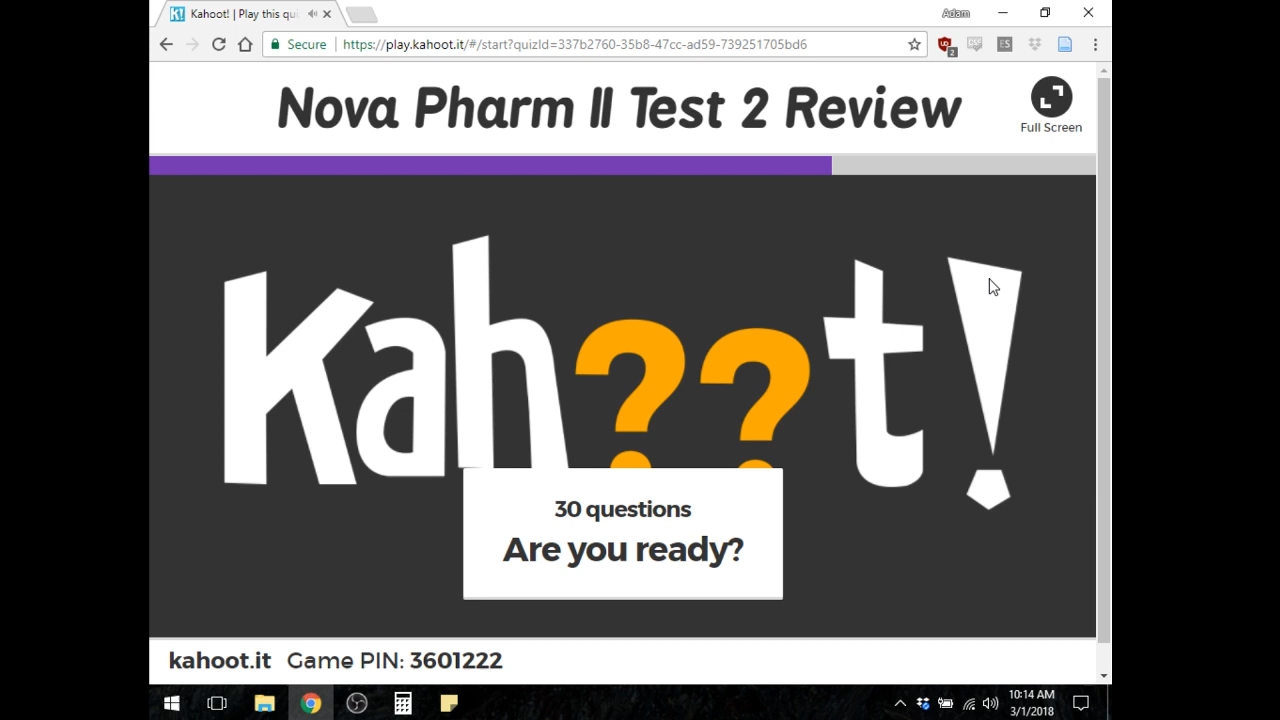 Kahoot! | Play this qui
Adam
Secure
https://play.kahoot.it/#/start?quizId=337b2760-35b8-47cc-ad59-739251705bd6
2
ES
Nova Pharm II Test 2 Review
Full Screen
Kah??t!
30 questions
Are you ready?
kahoot.it Game PIN: 3601222
10:14 AM
3/1/2018